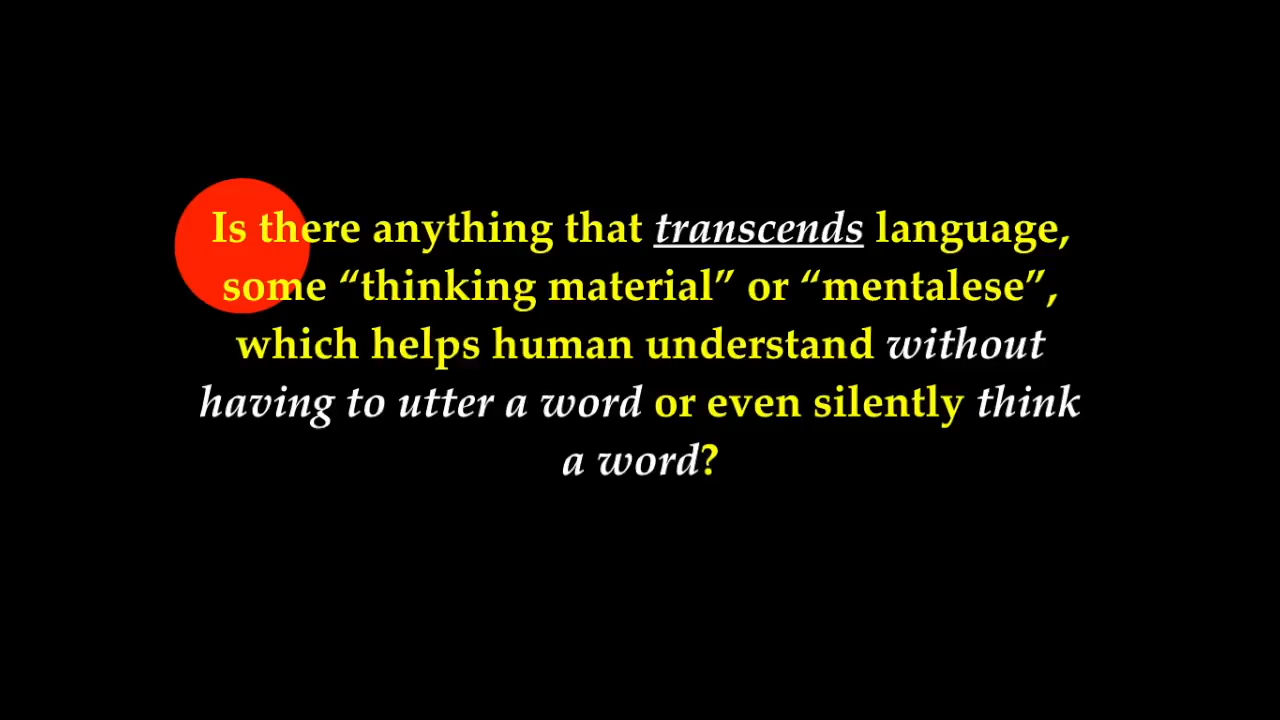 Is there anything that transcends language,
some “thinking material” or “mentalese”,
which helps human understand without
having to utter a word or even silently think
a word?